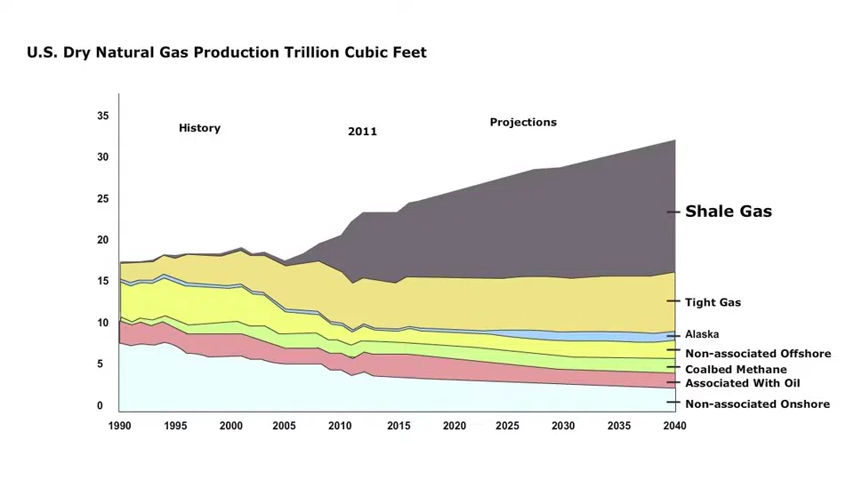 U.S. Dry Natural Gas Production Trillion Cubic Feet
History
2011
Projections
35
30
25
20
15
10
5
0
Shale Gas
Tight Gas
Alaska
Non-associated Offshore
Coalbed Methane
Associated With Oil
Non-associated Onshore
1990 1995 2000 2005 2010 2015 2020 2025 2030 2035 2040